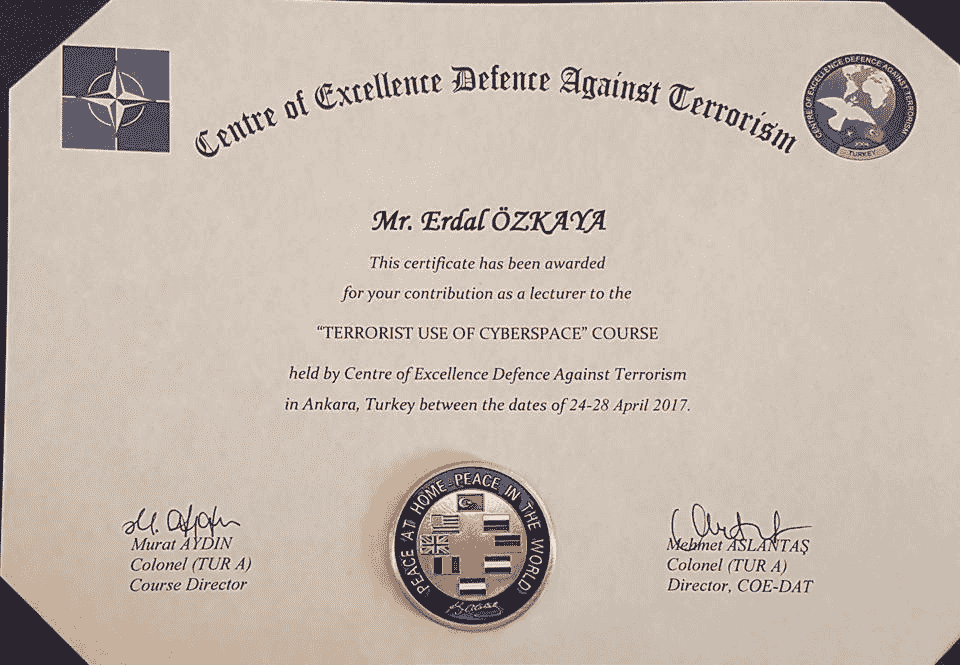 Centre of Excellence Defence Against Terrorism
CENTRE OF EXCELLENCE DEFENCE AGAINST TERRORISM
TURKEY
Mr. Erdal ÖZKAYA
This certificate has been awarded
for your contribution as a lecturer to the
“TERRORIST USE OF CYBERSPACE” COURSE
held by Centre of Excellence Defence Against Terrorism
in Ankara, Turkey between the dates of 24-28 April 2017.
"PEACE AT HOME-PEACE IN THE WORLD"
Murat AYDIN
Colonel (TUR A)
Course Director
Mehmet ASLANTAŞ
Colonel (TUR A)
Director, COE-DAT